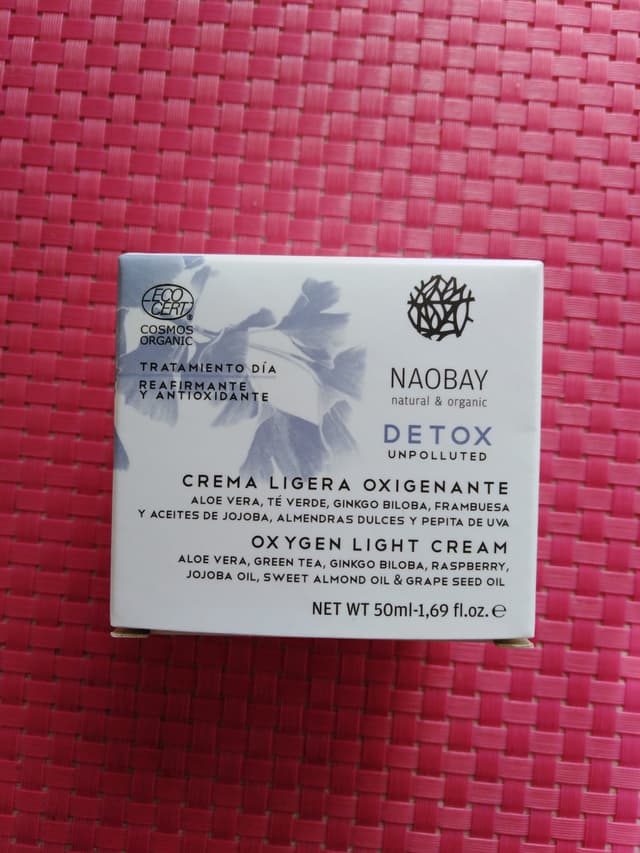 ECO
CERT®
COSMOS
ORGANIC
TRATAMIENTO DÍA
REAFIRMANTE
Y ANTIOXIDANTE
NAOBAY
natural & organic
DETOX
UNPOLLUTED
CREMA LIGERA OXIGENANTE
ALOE VERA, TÉ VERDE, GINKGO BILOBA, FRAMBUESA
Y ACEITES DE JOJOBA, ALMENDRAS DULCES Y PEPITA DE UVA
OXYGEN LIGHT CREAM
ALOE VERA, GREEN TEA, GINKGO BILOBA, RASPBERRY,
JOJOBA OIL, SWEET ALMOND OIL & GRAPE SEED OIL
NET WT 50ml-1,69 fl.oz. ℮